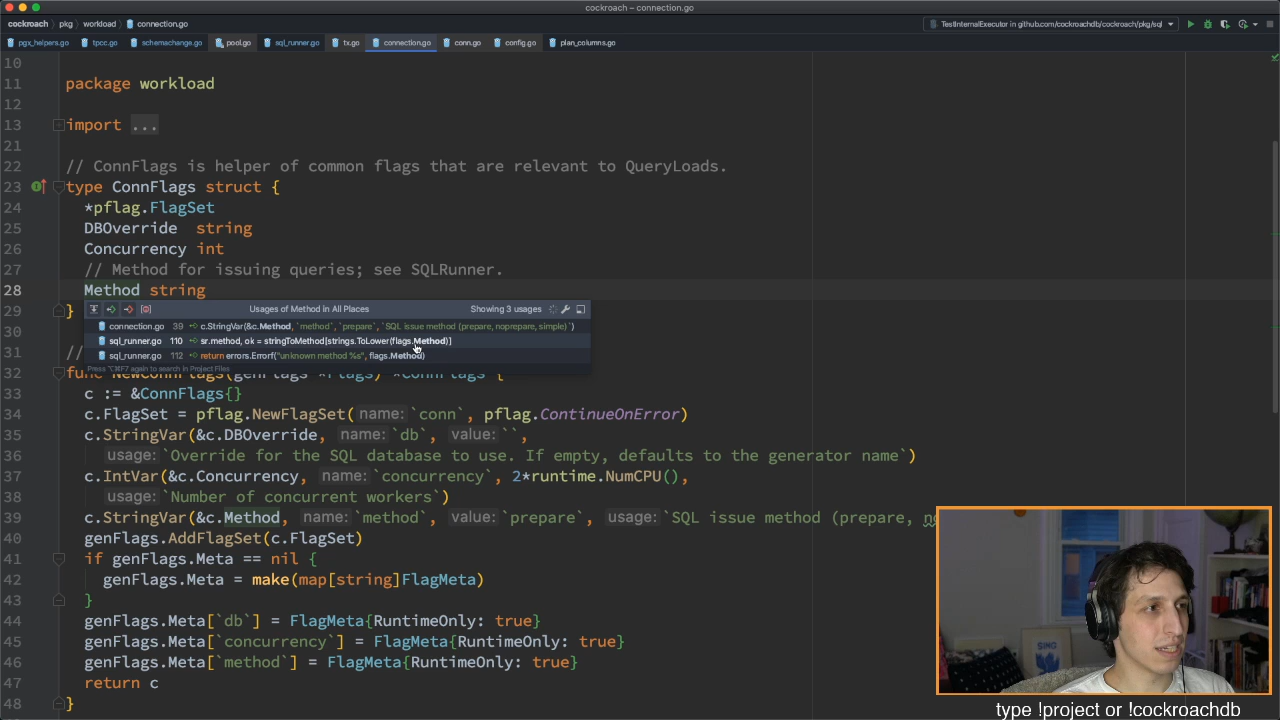 cockroach – connection.go
cockroach pkg workload connection.go
TestInternalExecutor in github.com/cockroachdb/cockroach/pkg/sql
pgx_helpers.go tpcc.go schemachange.go pool.go sql_runner.go tx.go connection.go conn.go config.go plan_columns.go
10
11 package workload
12
13 import ...
21
22 // ConnFlags is helper of common flags that are relevant to QueryLoads.
23 type ConnFlags struct {
24 *pflag.FlagSet
25 DBOverride string
26 Concurrency int
27 // Method for issuing queries; see SQLRunner.
28 Method string
29 }
Usages of Method in All Places Showing 3 usages
connection.go 39 c.StringVar(&c.Method, `method`, `prepare`, `SQL issue method (prepare, noprepare, simple)`)
30
sql_runner.go 110 sr.method, ok = stringToMethod[strings.ToLower(flags.Method)]
31 //
sql_runner.go 112 return errors.Errorf("unknown method %s", flags.Method)
Press ⌥⌘F7 again to search in Project Files
32 func NewConnFlags(genFlags *Flags) *ConnFlags {
33 c := &ConnFlags{}
34 c.FlagSet = pflag.NewFlagSet( name: `conn`, pflag.ContinueOnError)
35 c.StringVar(&c.DBOverride, name: `db`, value: ``,
36 usage: `Override for the SQL database to use. If empty, defaults to the generator name`)
37 c.IntVar(&c.Concurrency, name: `concurrency`, 2*runtime.NumCPU(),
38 usage: `Number of concurrent workers`)
39 c.StringVar(&c.Method, name: `method`, value: `prepare`, usage: `SQL issue method (prepare, no
40 genFlags.AddFlagSet(c.FlagSet)
41 if genFlags.Meta == nil {
42 genFlags.Meta = make(map[string]FlagMeta)
43 }
44 genFlags.Meta[`db`] = FlagMeta{RuntimeOnly: true}
45 genFlags.Meta[`concurrency`] = FlagMeta{RuntimeOnly: true}
46 genFlags.Meta[`method`] = FlagMeta{RuntimeOnly: true}
47 return c
48 }
SING
type !project or !cockroachdb